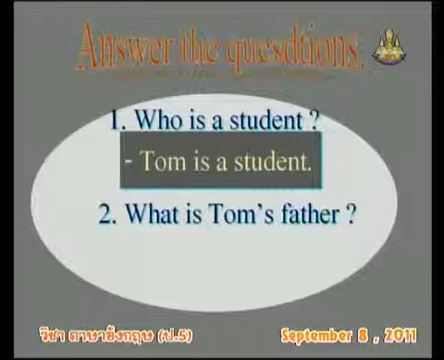 Answer the quesdtions.
1. Who is a student ?
- Tom is a student.
2. What is Tom's father ?
วิชา ภาษาอังกฤษ (ป.5)
September 8 , 2011